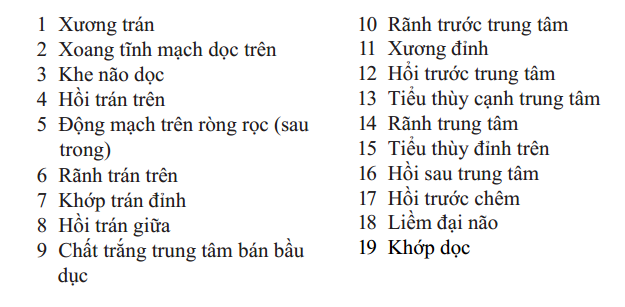 1 Xương trán
2 Xoang tĩnh mạch dọc trên
3 Khe não dọc
4 Hồi trán trên
5 Động mạch trên ròng rọc (sau
trong)
6 Rãnh trán trên
7 Khớp trán đỉnh
8 Hồi trán giữa
9 Chất trắng trung tâm bán bầu
dục
10 Rãnh trước trung tâm
11 Xương đỉnh
12 Hồi trước trung tâm
13 Tiểu thùy cạnh trung tâm
14 Rãnh trung tâm
15 Tiểu thùy đỉnh trên
16 Hồi sau trung tâm
17 Hồi trước chêm
18 Liềm đại não
19 Khớp dọc